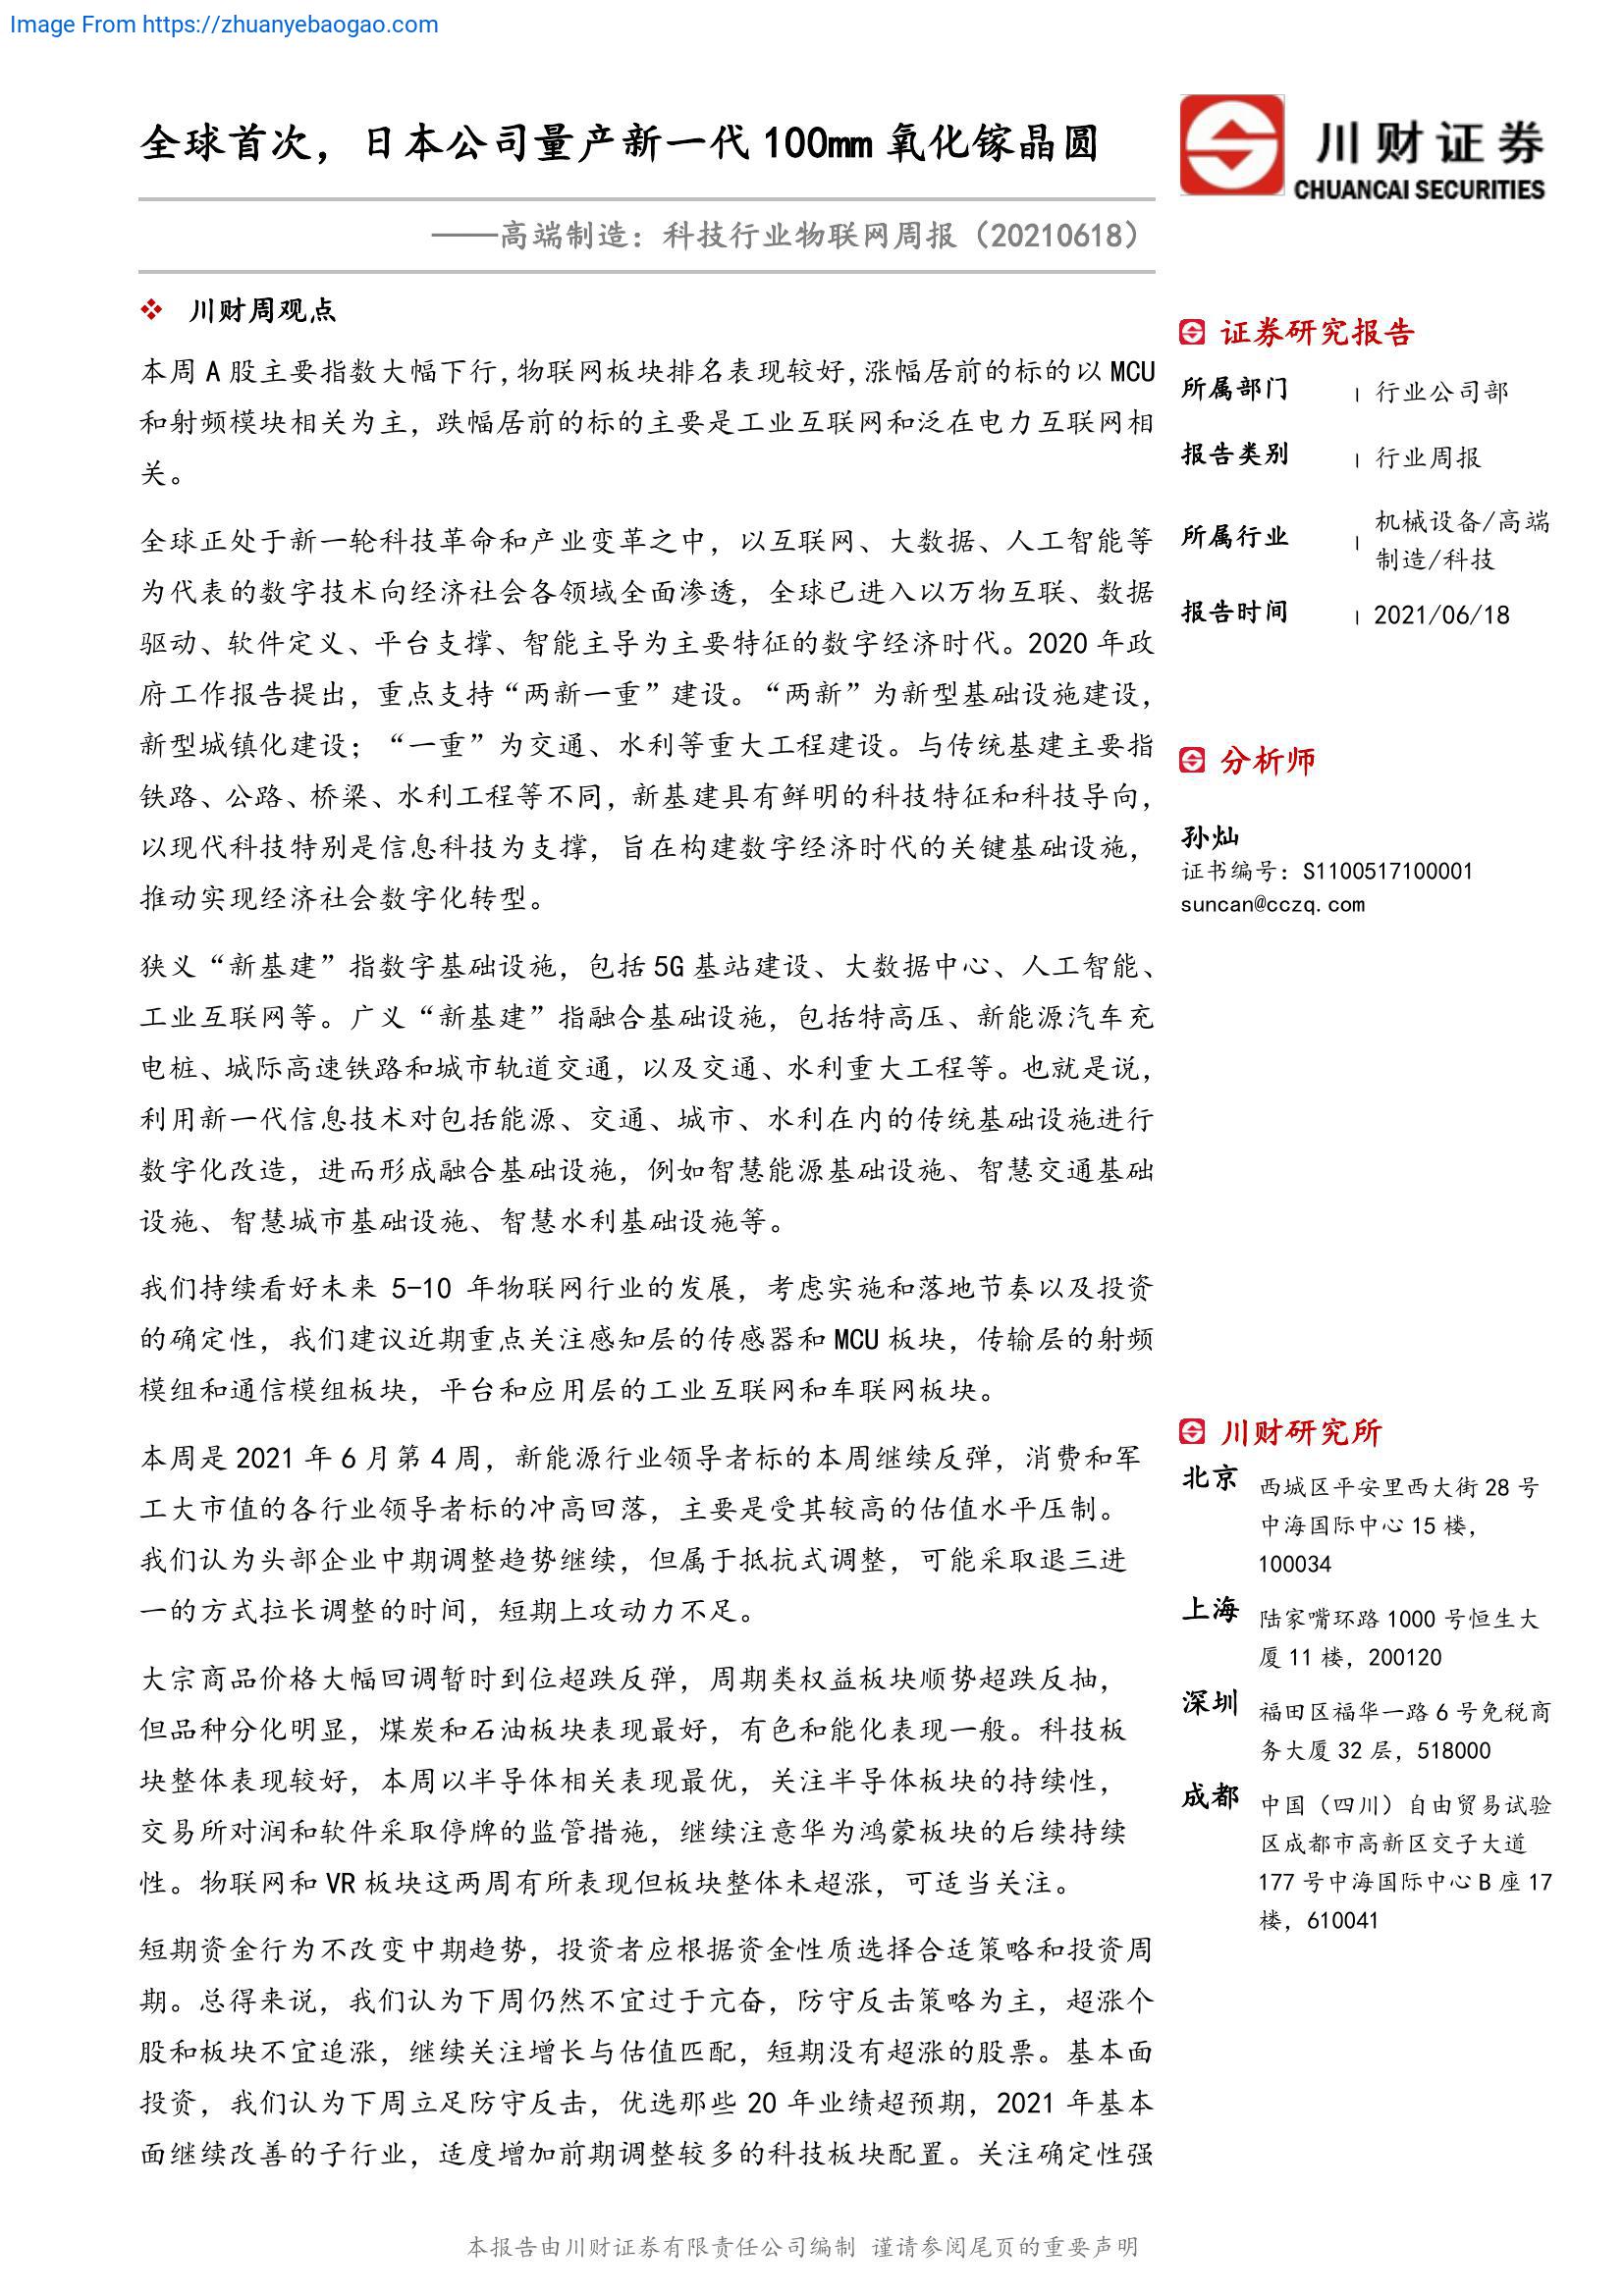 Image From https://zhuanyebaogao.com
全球首次，日本公司量产新一代 100mm 氧化镓晶圆
——高端制造：科技行业物联网周报（20210618）
川财证券
CHUANCAI SECURITIES
川财周观点
本周 A 股主要指数大幅下行，物联网板块排名表现较好，涨幅居前的标的以 MCU
和射频模块相关为主，跌幅居前的标的主要是工业互联网和泛在电力互联网相
关。
全球正处于新一轮科技革命和产业变革之中，以互联网、大数据、人工智能等
为代表的数字技术向经济社会各领域全面渗透，全球已进入以万物互联、数据
驱动、软件定义、平台支撑、智能主导为主要特征的数字经济时代。2020 年政
府工作报告提出，重点支持“两新一重”建设。“两新”为新型基础设施建设，
新型城镇化建设；“一重”为交通、水利等重大工程建设。与传统基建主要指
铁路、公路、桥梁、水利工程等不同，新基建具有鲜明的科技特征和科技导向，
以现代科技特别是信息科技为支撑，旨在构建数字经济时代的关键基础设施，
推动实现经济社会数字化转型。
狭义“新基建”指数字基础设施，包括 5G 基站建设、大数据中心、人工智能、
工业互联网等。广义“新基建”指融合基础设施，包括特高压、新能源汽车充
电桩、城际高速铁路和城市轨道交通，以及交通、水利重大工程等。也就是说，
利用新一代信息技术对包括能源、交通、城市、水利在内的传统基础设施进行
数字化改造，进而形成融合基础设施，例如智慧能源基础设施、智慧交通基础
设施、智慧城市基础设施、智慧水利基础设施等。
我们持续看好未来 5-10 年物联网行业的发展，考虑实施和落地节奏以及投资
的确定性，我们建议近期重点关注感知层的传感器和 MCU 板块，传输层的射频
模组和通信模组板块，平台和应用层的工业互联网和车联网板块。
本周是 2021 年 6 月第 4 周，新能源行业领导者标的本周继续反弹，消费和军
工大市值的各行业领导者标的冲高回落，主要是受其较高的估值水平压制。
我们认为头部企业中期调整趋势继续，但属于抵抗式调整，可能采取退三进
一的方式拉长调整的时间，短期上攻动力不足。
大宗商品价格大幅回调暂时到位超跌反弹，周期类权益板块顺势超跌反抽，
但品种分化明显，煤炭和石油板块表现最好，有色和能化表现一般。科技板
块整体表现较好，本周以半导体相关表现最优，关注半导体板块的持续性，
交易所对润和软件采取停牌的监管措施，继续注意华为鸿蒙板块的后续持续
性。物联网和 VR 板块这两周有所表现但板块整体未超涨，可适当关注。
短期资金行为不改变中期趋势，投资者应根据资金性质选择合适策略和投资周
期。总得来说，我们认为下周仍然不宜过于亢奋，防守反击策略为主，超涨个
股和板块不宜追涨，继续关注增长与估值匹配，短期没有超涨的股票。基本面
投资，我们认为下周立足防守反击，优选那些 20 年业绩超预期，2021 年基本
面继续改善的子行业，适度增加前期调整较多的科技板块配置。关注确定性强
证券研究报告
所属部门 行业公司部
报告类别 行业周报
所属行业 机械设备/高端
制造/科技
报告时间 2021/06/18
分析师
孙灿
证书编号：S1100517100001
suncan@cczq.com
川财研究所
北京 西城区平安里西大街 28 号
中海国际中心 15 楼，
100034
上海 陆家嘴环路 1000 号恒生大
厦 11 楼，200120
深圳 福田区福华一路 6 号免税商
务大厦 32 层，518000
成都 中国（四川）自由贸易试验
区成都市高新区交子大道
177 号中海国际中心 B 座 17
楼，610041
本报告由川财证券有限责任公司编制 谨请参阅尾页的重要声明